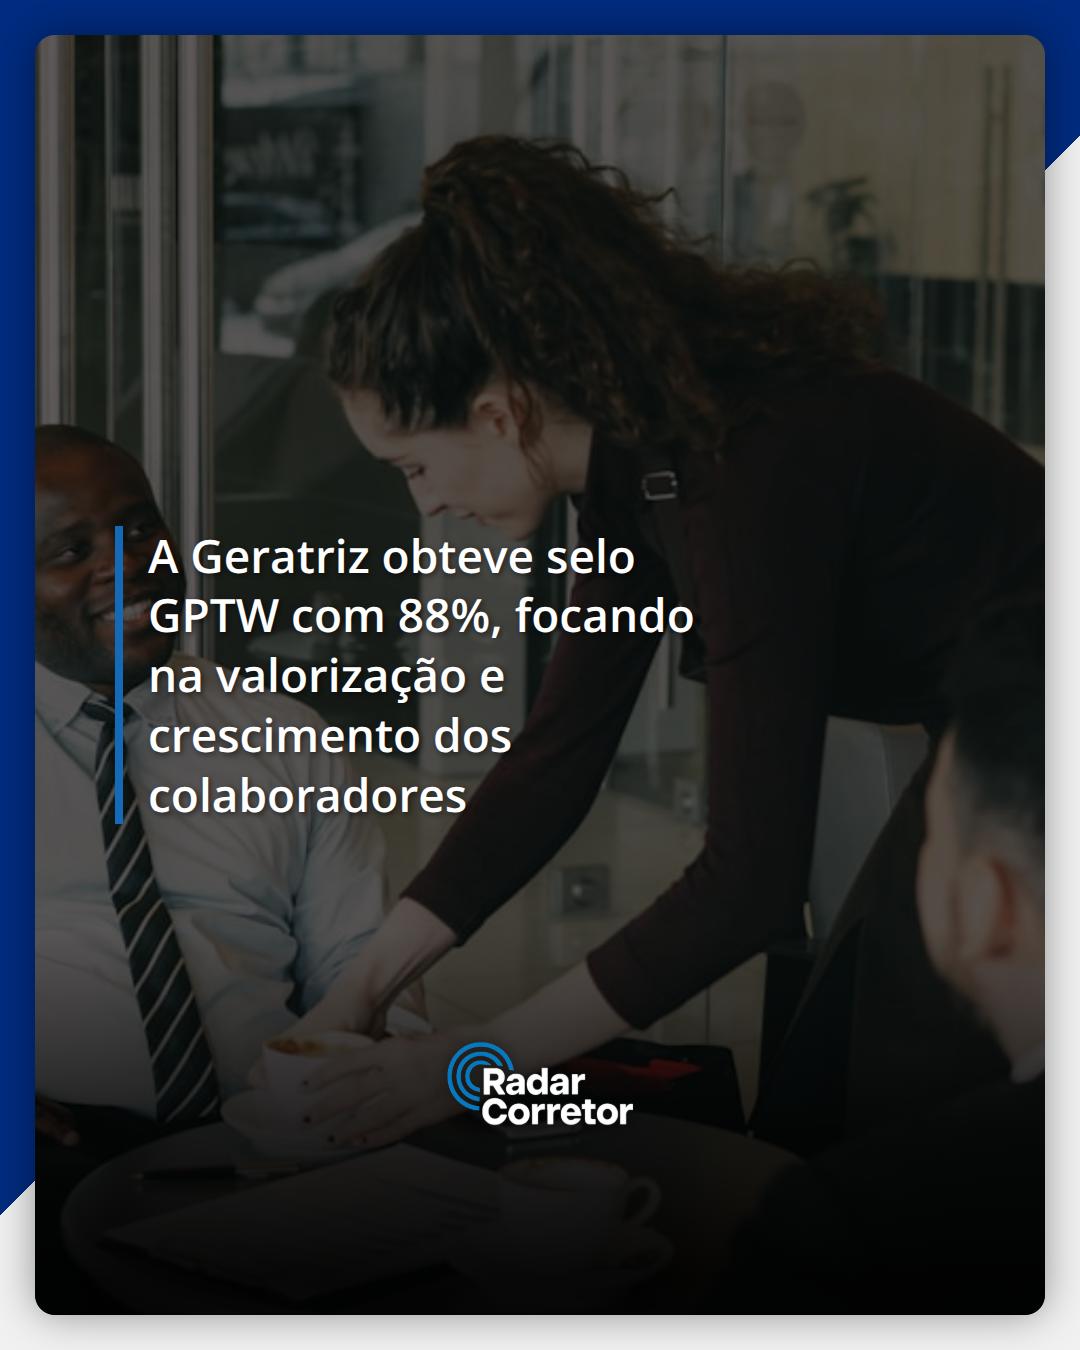 A Geratriz obteve selo
GPTW com 88%, focando
na valorização e
crescimento dos
colaboradores
Radar
Corretor